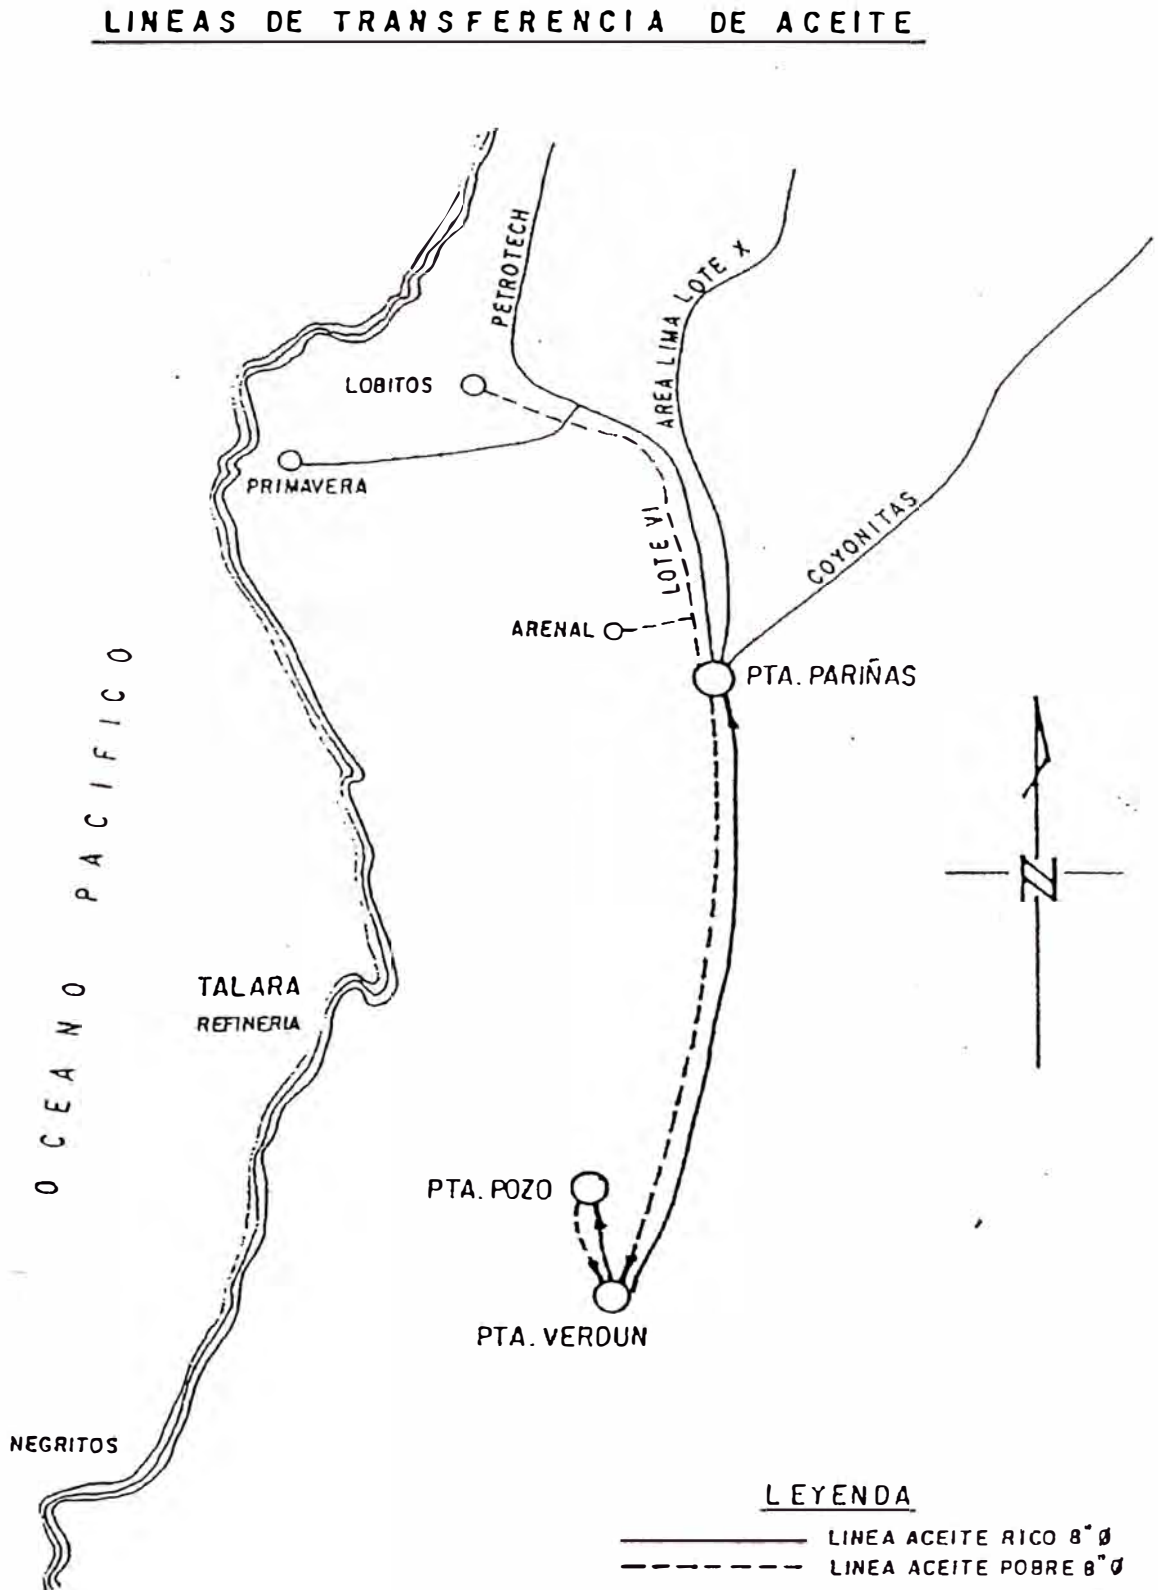 LINEAS DE TRANSFERENCIA DE ACEITE
PETROTECH
AREA LIMA LOTE X
LOBITOS
PRIMAVERA
LOTE VI
COYONITAS
ARENAL
PTA. PARIÑAS
OCEANO PACIFICO
N
TALARA
REFINERIA
PTA. POZO
PTA. VERDUN
NEGRITOS
LEYENDA
LINEA ACEITE RICO 8"Ø
LINEA ACEITE POBRE 8"Ø